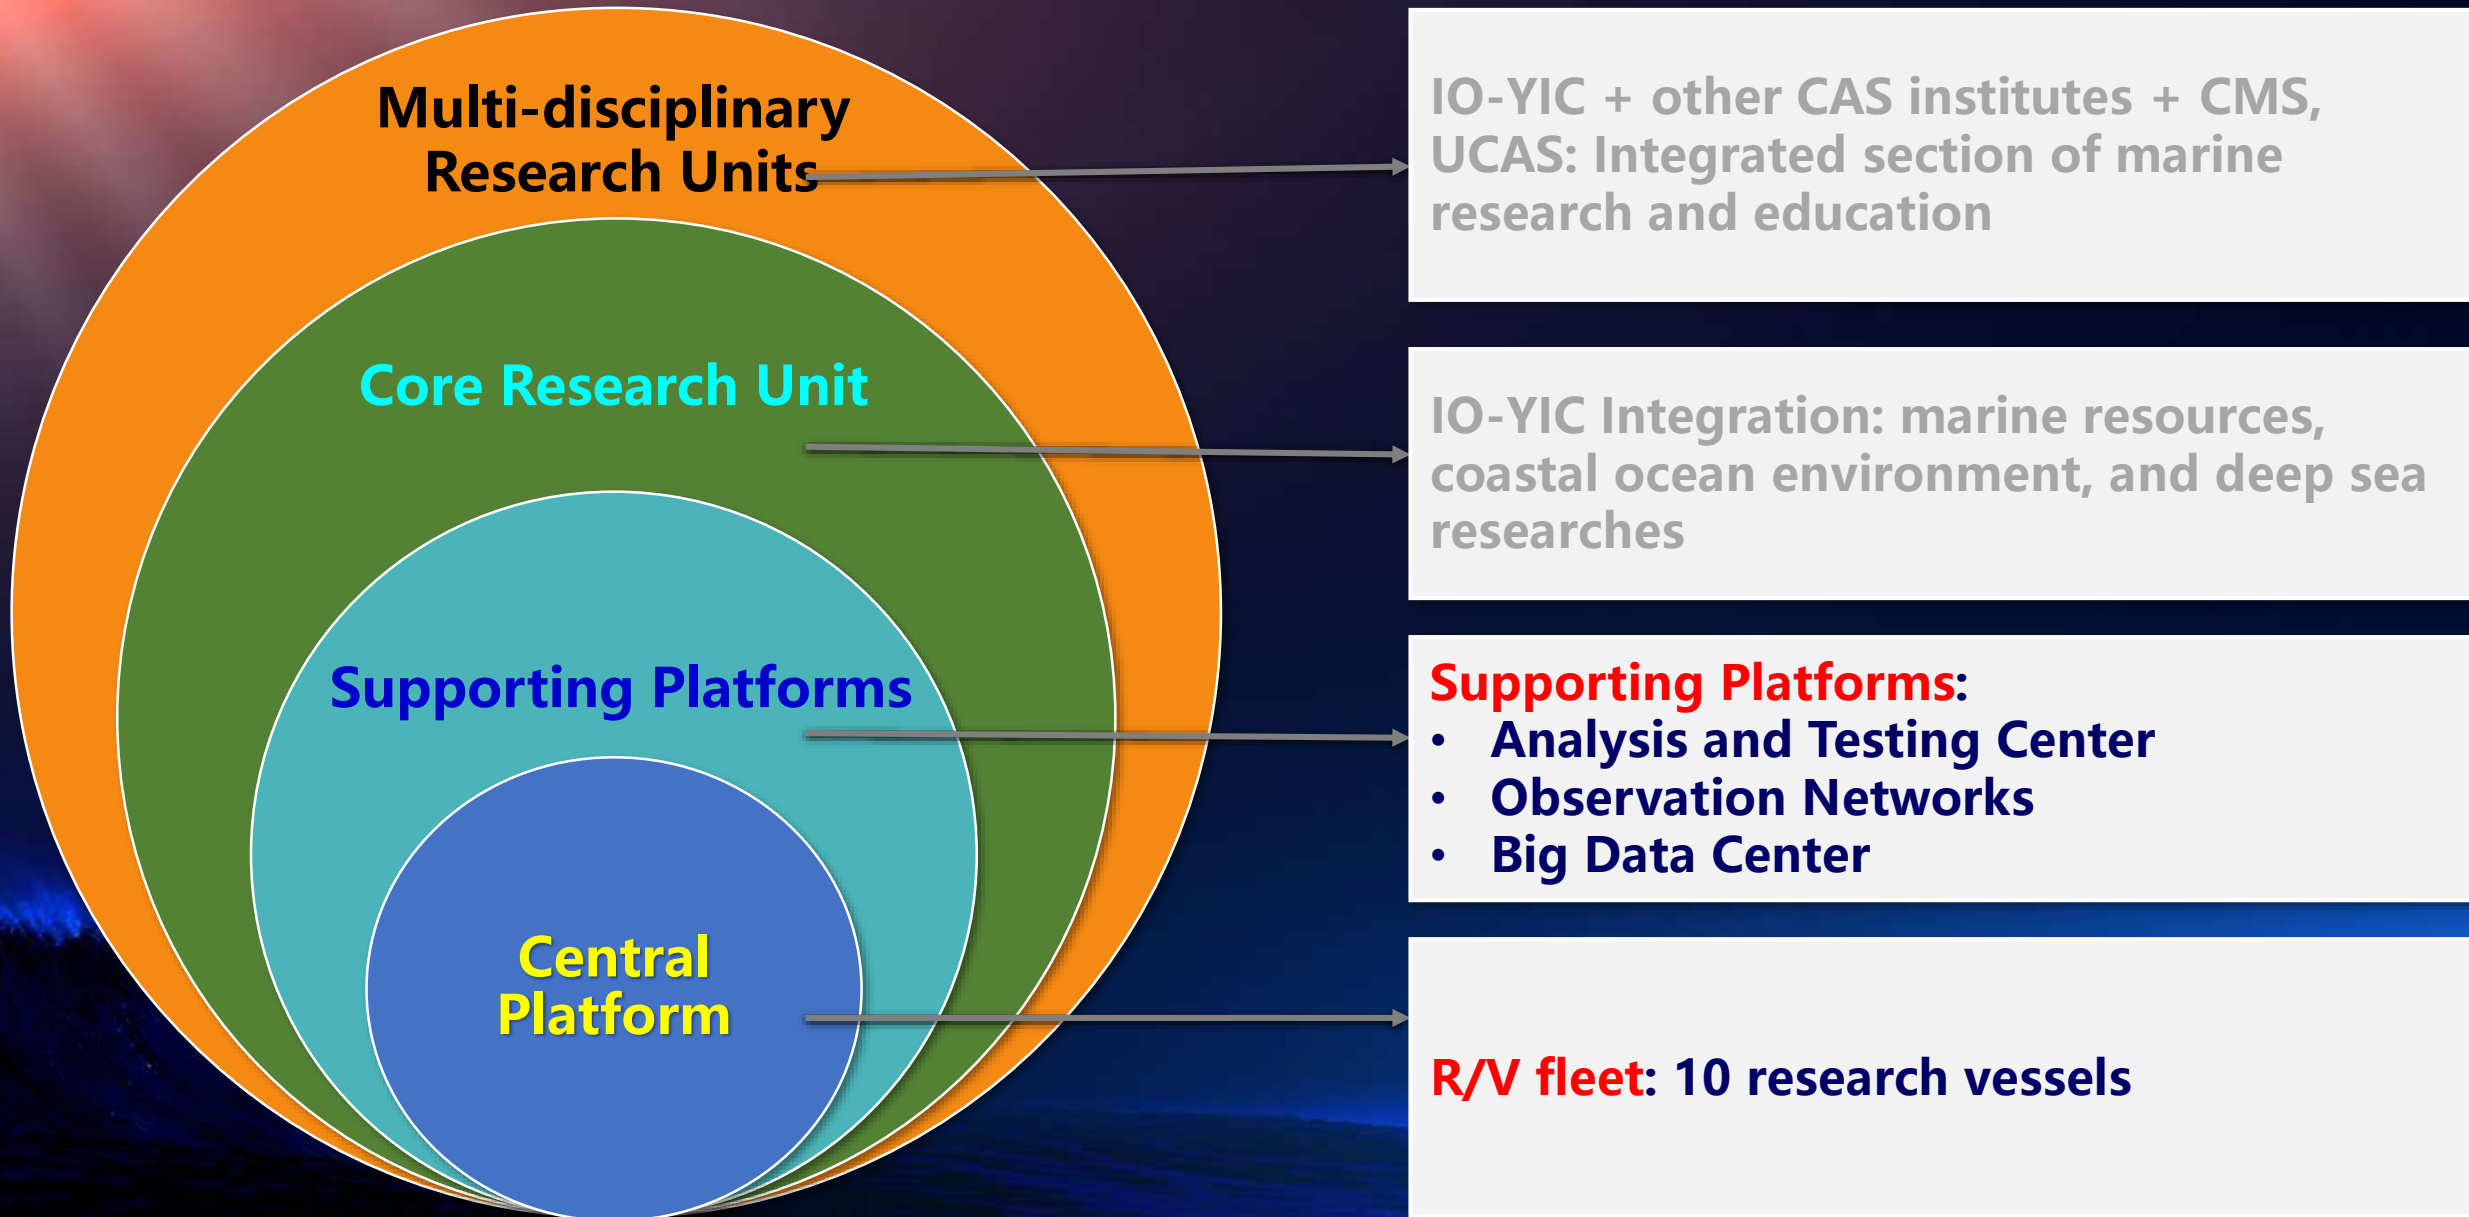 Multi-disciplinary
Research Units
Core Research Unit
Supporting Platforms
Central
Platform
IO-YIC + other CAS institutes + CMS,
UCAS: Integrated section of marine
research and education
IO-YIC Integration: marine resources,
coastal ocean environment, and deep sea
researches
Supporting Platforms:
• Analysis and Testing Center
• Observation Networks
• Big Data Center
R/V fleet: 10 research vessels